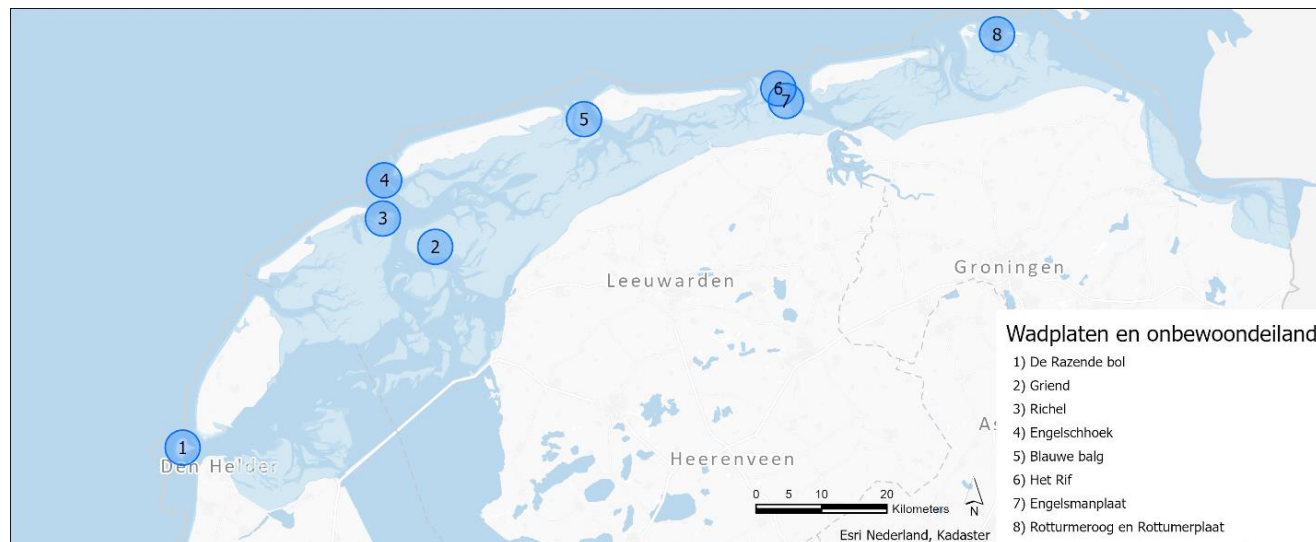 8
6
7
5
4
3
2
Leeuwarden
Groningen
1
Den Helder
Heerenveen
As
0 5 10 20
Kilometers
N
Esri Nederland, Kadaster
Wadplaten en onbewoondeiland
1) De Razende bol
2) Griend
3) Richel
4) Engelschhoek
5) Blauwe balg
6) Het Rif
7) Engelsmanplaat
8) Rotturmeroog en Rottumerplaat